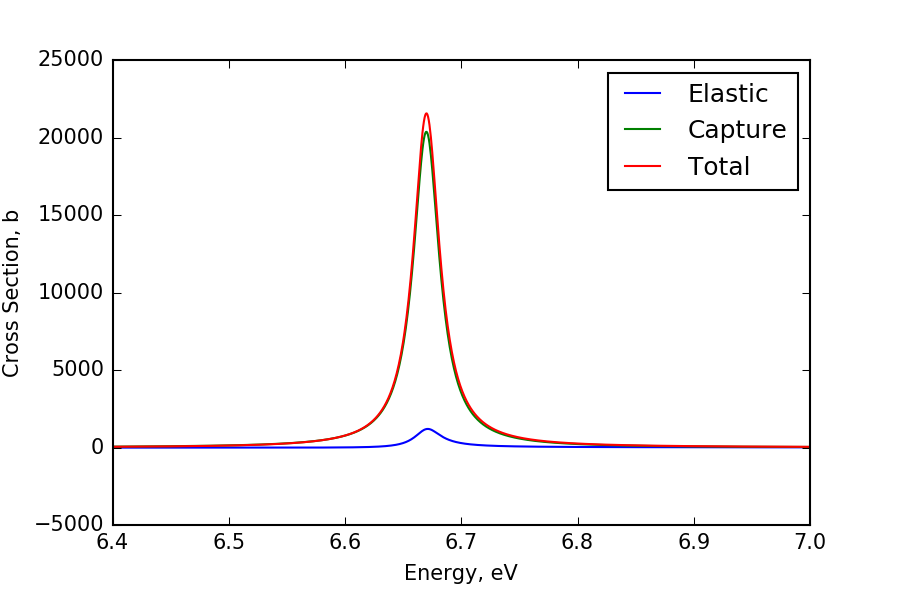 25000
20000
15000
10000
5000
0
−5000
Cross Section, b
Elastic
Capture
Total
6.4 6.5 6.6 6.7 6.8 6.9 7.0
Energy, eV